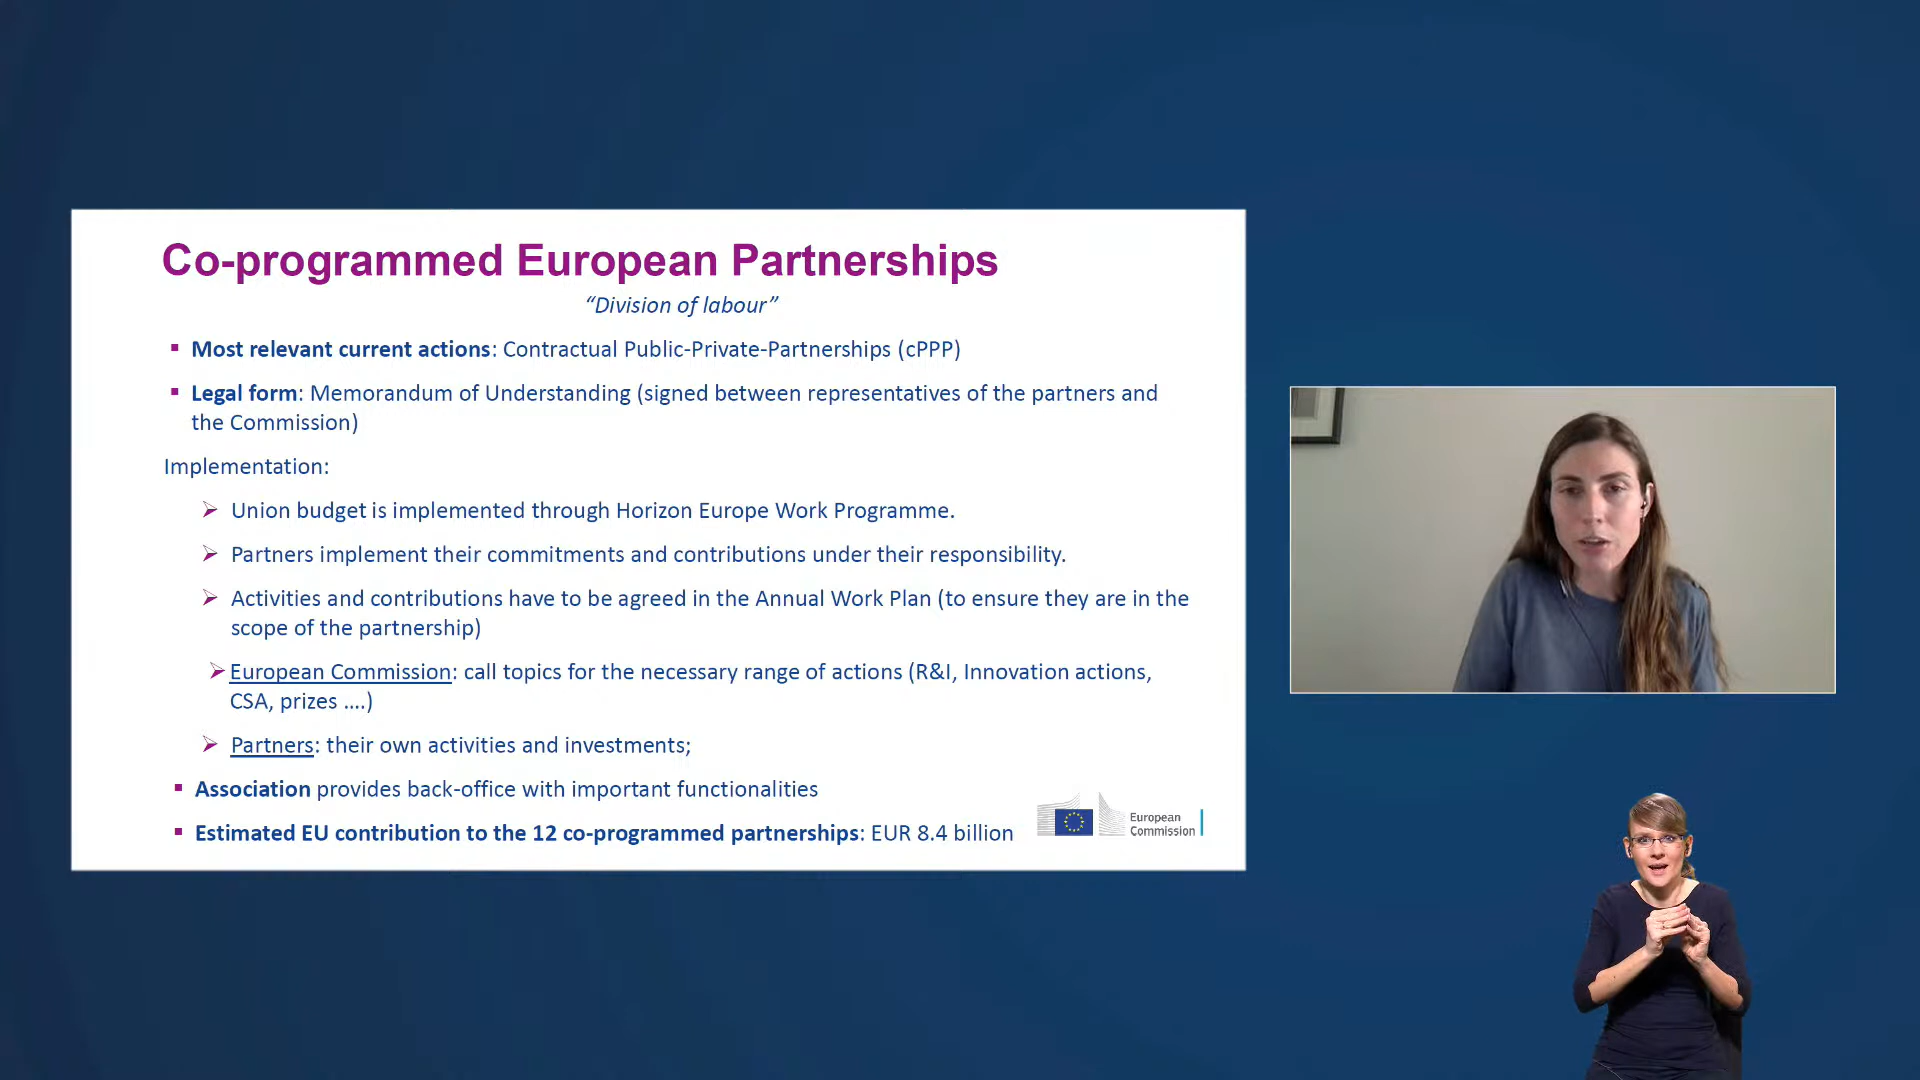 Co-programmed European Partnerships
“Division of labour”
▪ Most relevant current actions: Contractual Public-Private-Partnerships (cPPP)
▪ Legal form: Memorandum of Understanding (signed between representatives of the partners and
the Commission)
Implementation:
➢ Union budget is implemented through Horizon Europe Work Programme.
➢ Partners implement their commitments and contributions under their responsibility.
➢ Activities and contributions have to be agreed in the Annual Work Plan (to ensure they are in the
scope of the partnership)
➢ European Commission: call topics for the necessary range of actions (R&I, Innovation actions,
CSA, prizes ....)
➢ Partners: their own activities and investments;
▪ Association provides back-office with important functionalities
▪ Estimated EU contribution to the 12 co-programmed partnerships: EUR 8.4 billion
European
Commission